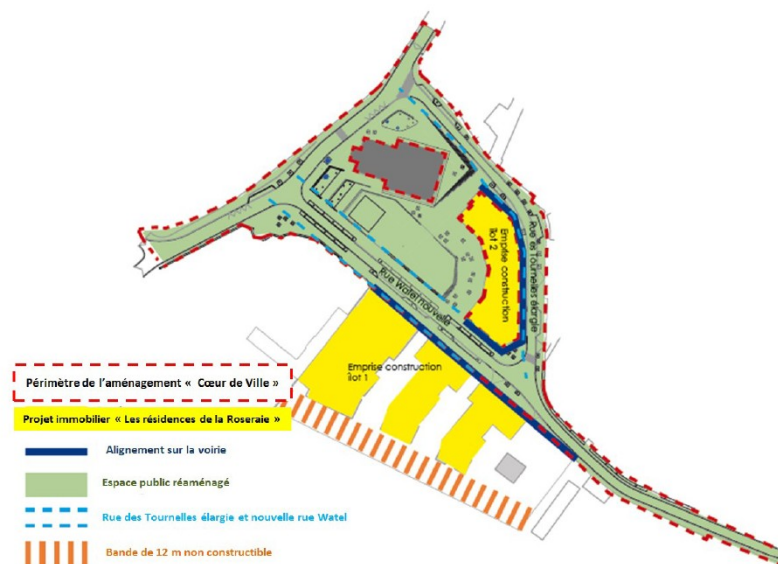 Emprise construction
îlot 2
Rue des Tournelles élargie
Rue Watel nouvelle
Emprise construction
îlot 1
Périmètre de l’aménagement « Cœur de Ville »
Projet immobilier « Les résidences de la Roseraie »
Alignement sur la voirie
Espace public réaménagé
Rue des Tournelles élargie et nouvelle rue Watel
Bande de 12 m non constructible